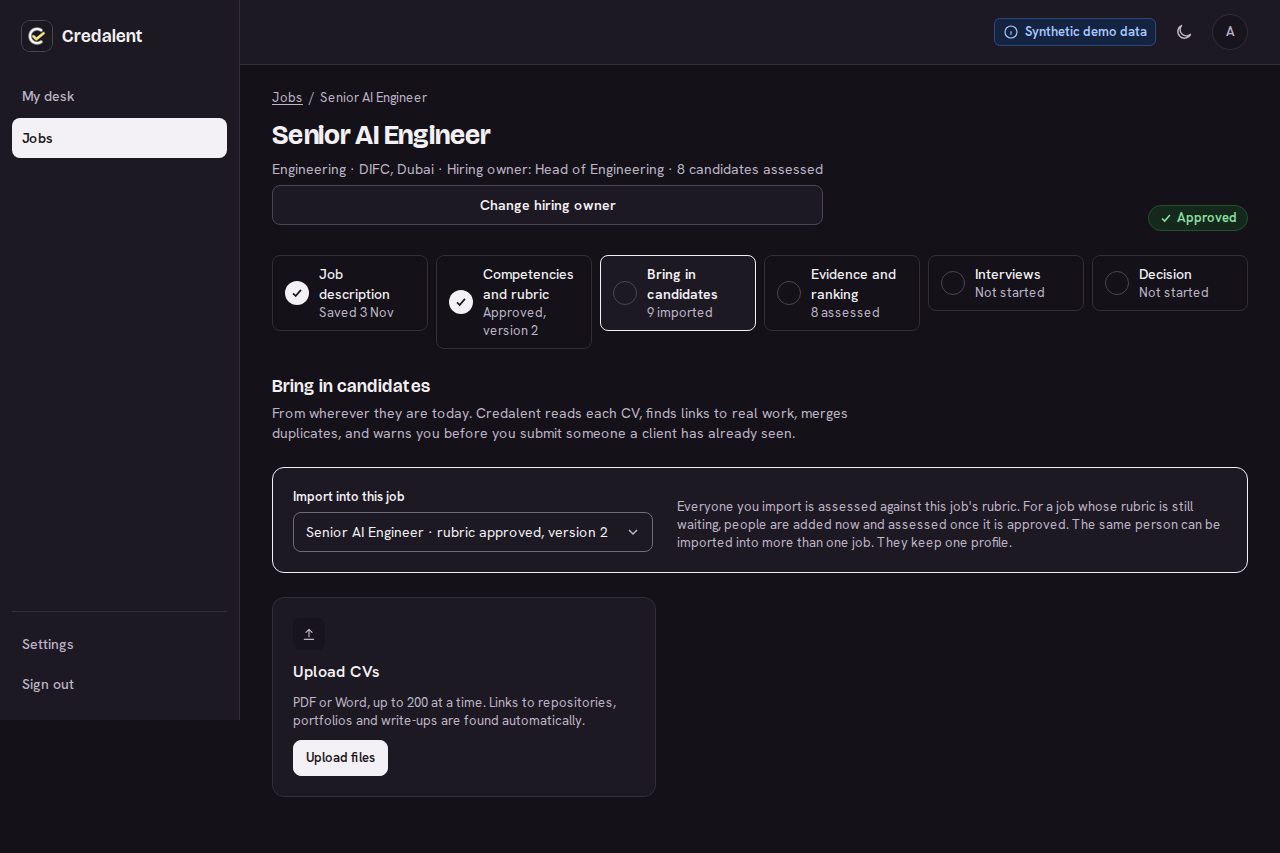 Credalent
Synthetic demo data
A
My desk
Jobs
Settings
Sign out
Jobs / Senior AI Engineer
Senior AI Engineer
Engineering · DIFC, Dubai · Hiring owner: Head of Engineering · 8 candidates assessed
Change hiring owner
Approved
Job
description
Saved 3 Nov
Competencies
and rubric
Approved,
version 2
Bring in
candidates
9 imported
Evidence and
ranking
8 assessed
Interviews
Not started
Decision
Not started
Bring in candidates
From wherever they are today. Credalent reads each CV, finds links to real work, merges
duplicates, and warns you before you submit someone a client has already seen.
Import into this job
Senior AI Engineer · rubric approved, version 2
Everyone you import is assessed against this job's rubric. For a job whose rubric is still
waiting, people are added now and assessed once it is approved. The same person can be
imported into more than one job. They keep one profile.
Upload CVs
PDF or Word, up to 200 at a time. Links to repositories,
portfolios and write-ups are found automatically.
Upload files